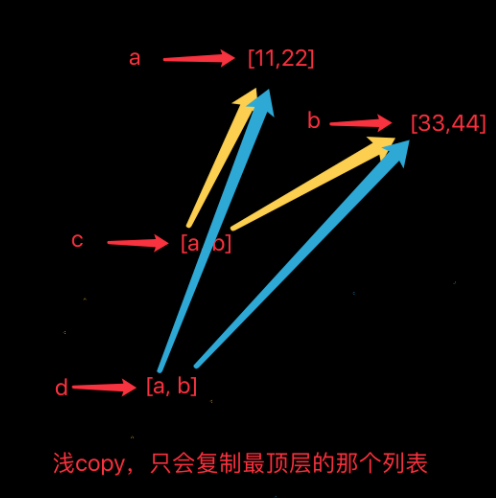 a [11,22]
b [33,44]
c [a, b]
d [a, b]
浅copy，只会复制最顶层的那个列表